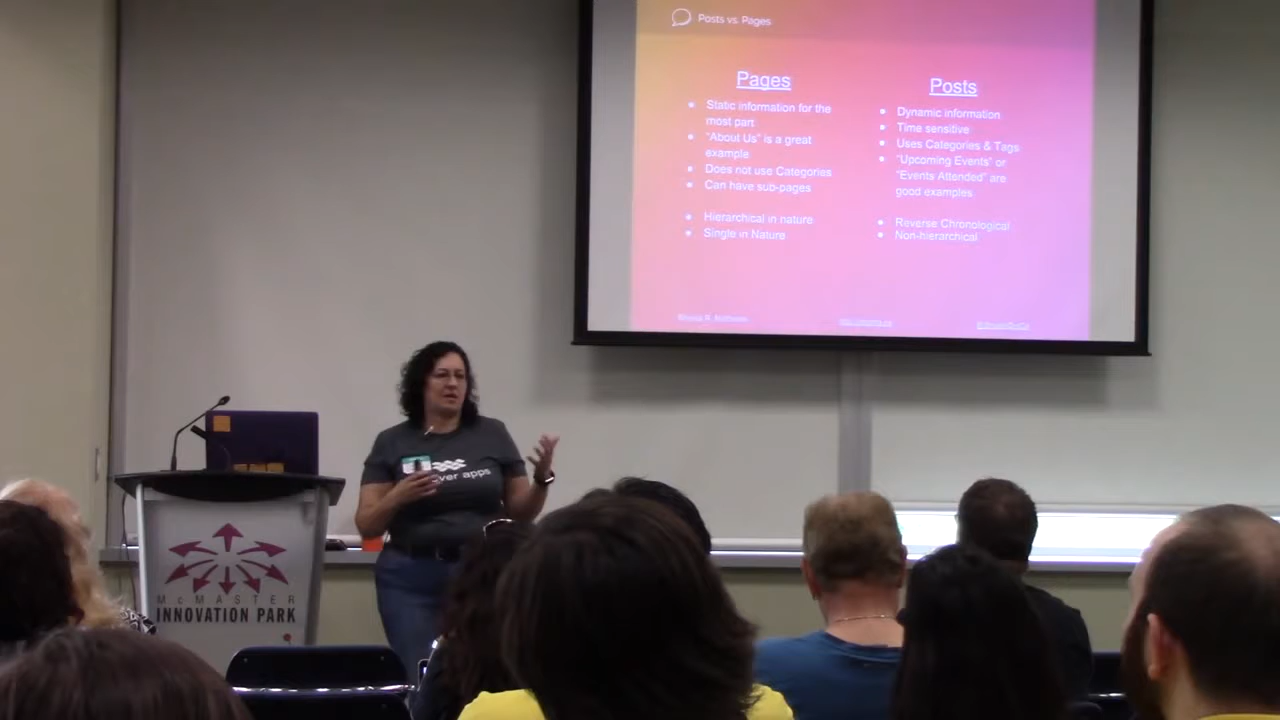 Posts vs. Pages
Pages
• Static information for the
most part
• "About Us" is a great
example
• Does not use Categories
• Can have sub-pages
• Hierarchical in nature
• Single in Nature
Posts
• Dynamic information
• Time sensitive
• Uses Categories & Tags
• "Upcoming Events" or
"Events Attended" are
good examples
• Reverse Chronological
• Non-hierarchical
apps
McMASTER
INNOVATION PARK